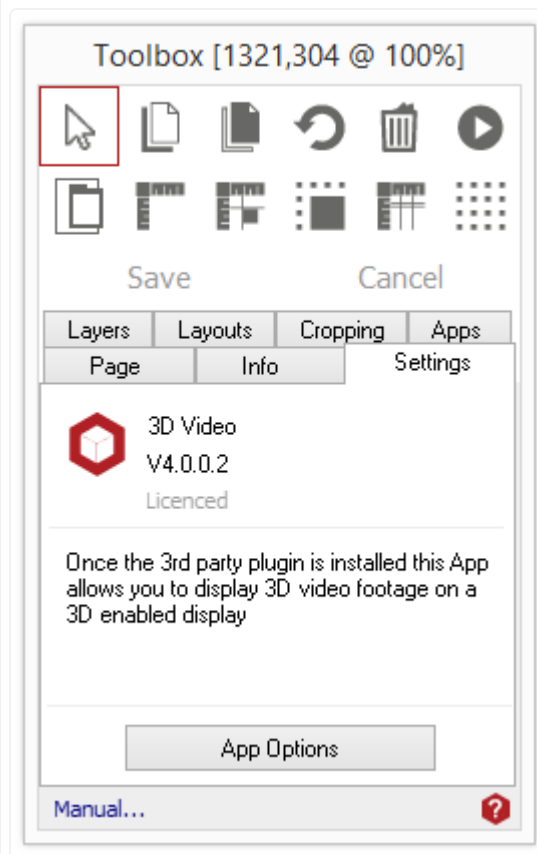 Toolbox [1321,304 @ 100%]
Save Cancel
Layers Layouts Cropping Apps
Page Info Settings
3D Video
V4.0.0.2
Licenced
Once the 3rd party plugin is installed this App
allows you to display 3D video footage on a
3D enabled display
App Options
Manual... ?